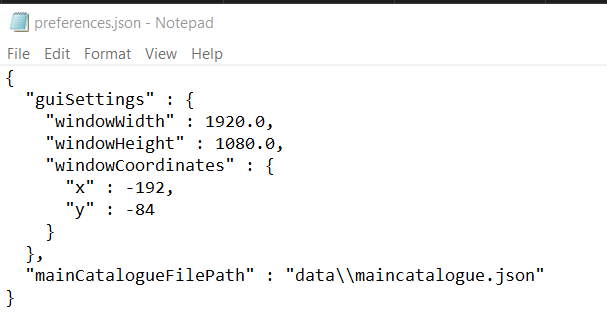 preferences.json - Notepad
File Edit Format View Help
{
  "guiSettings" : {
    "windowWidth" : 1920.0,
    "windowHeight" : 1080.0,
    "windowCoordinates" : {
      "x" : -192,
      "y" : -84
    }
  },
  "mainCatalogueFilePath" : "data\\maincatalogue.json"
}